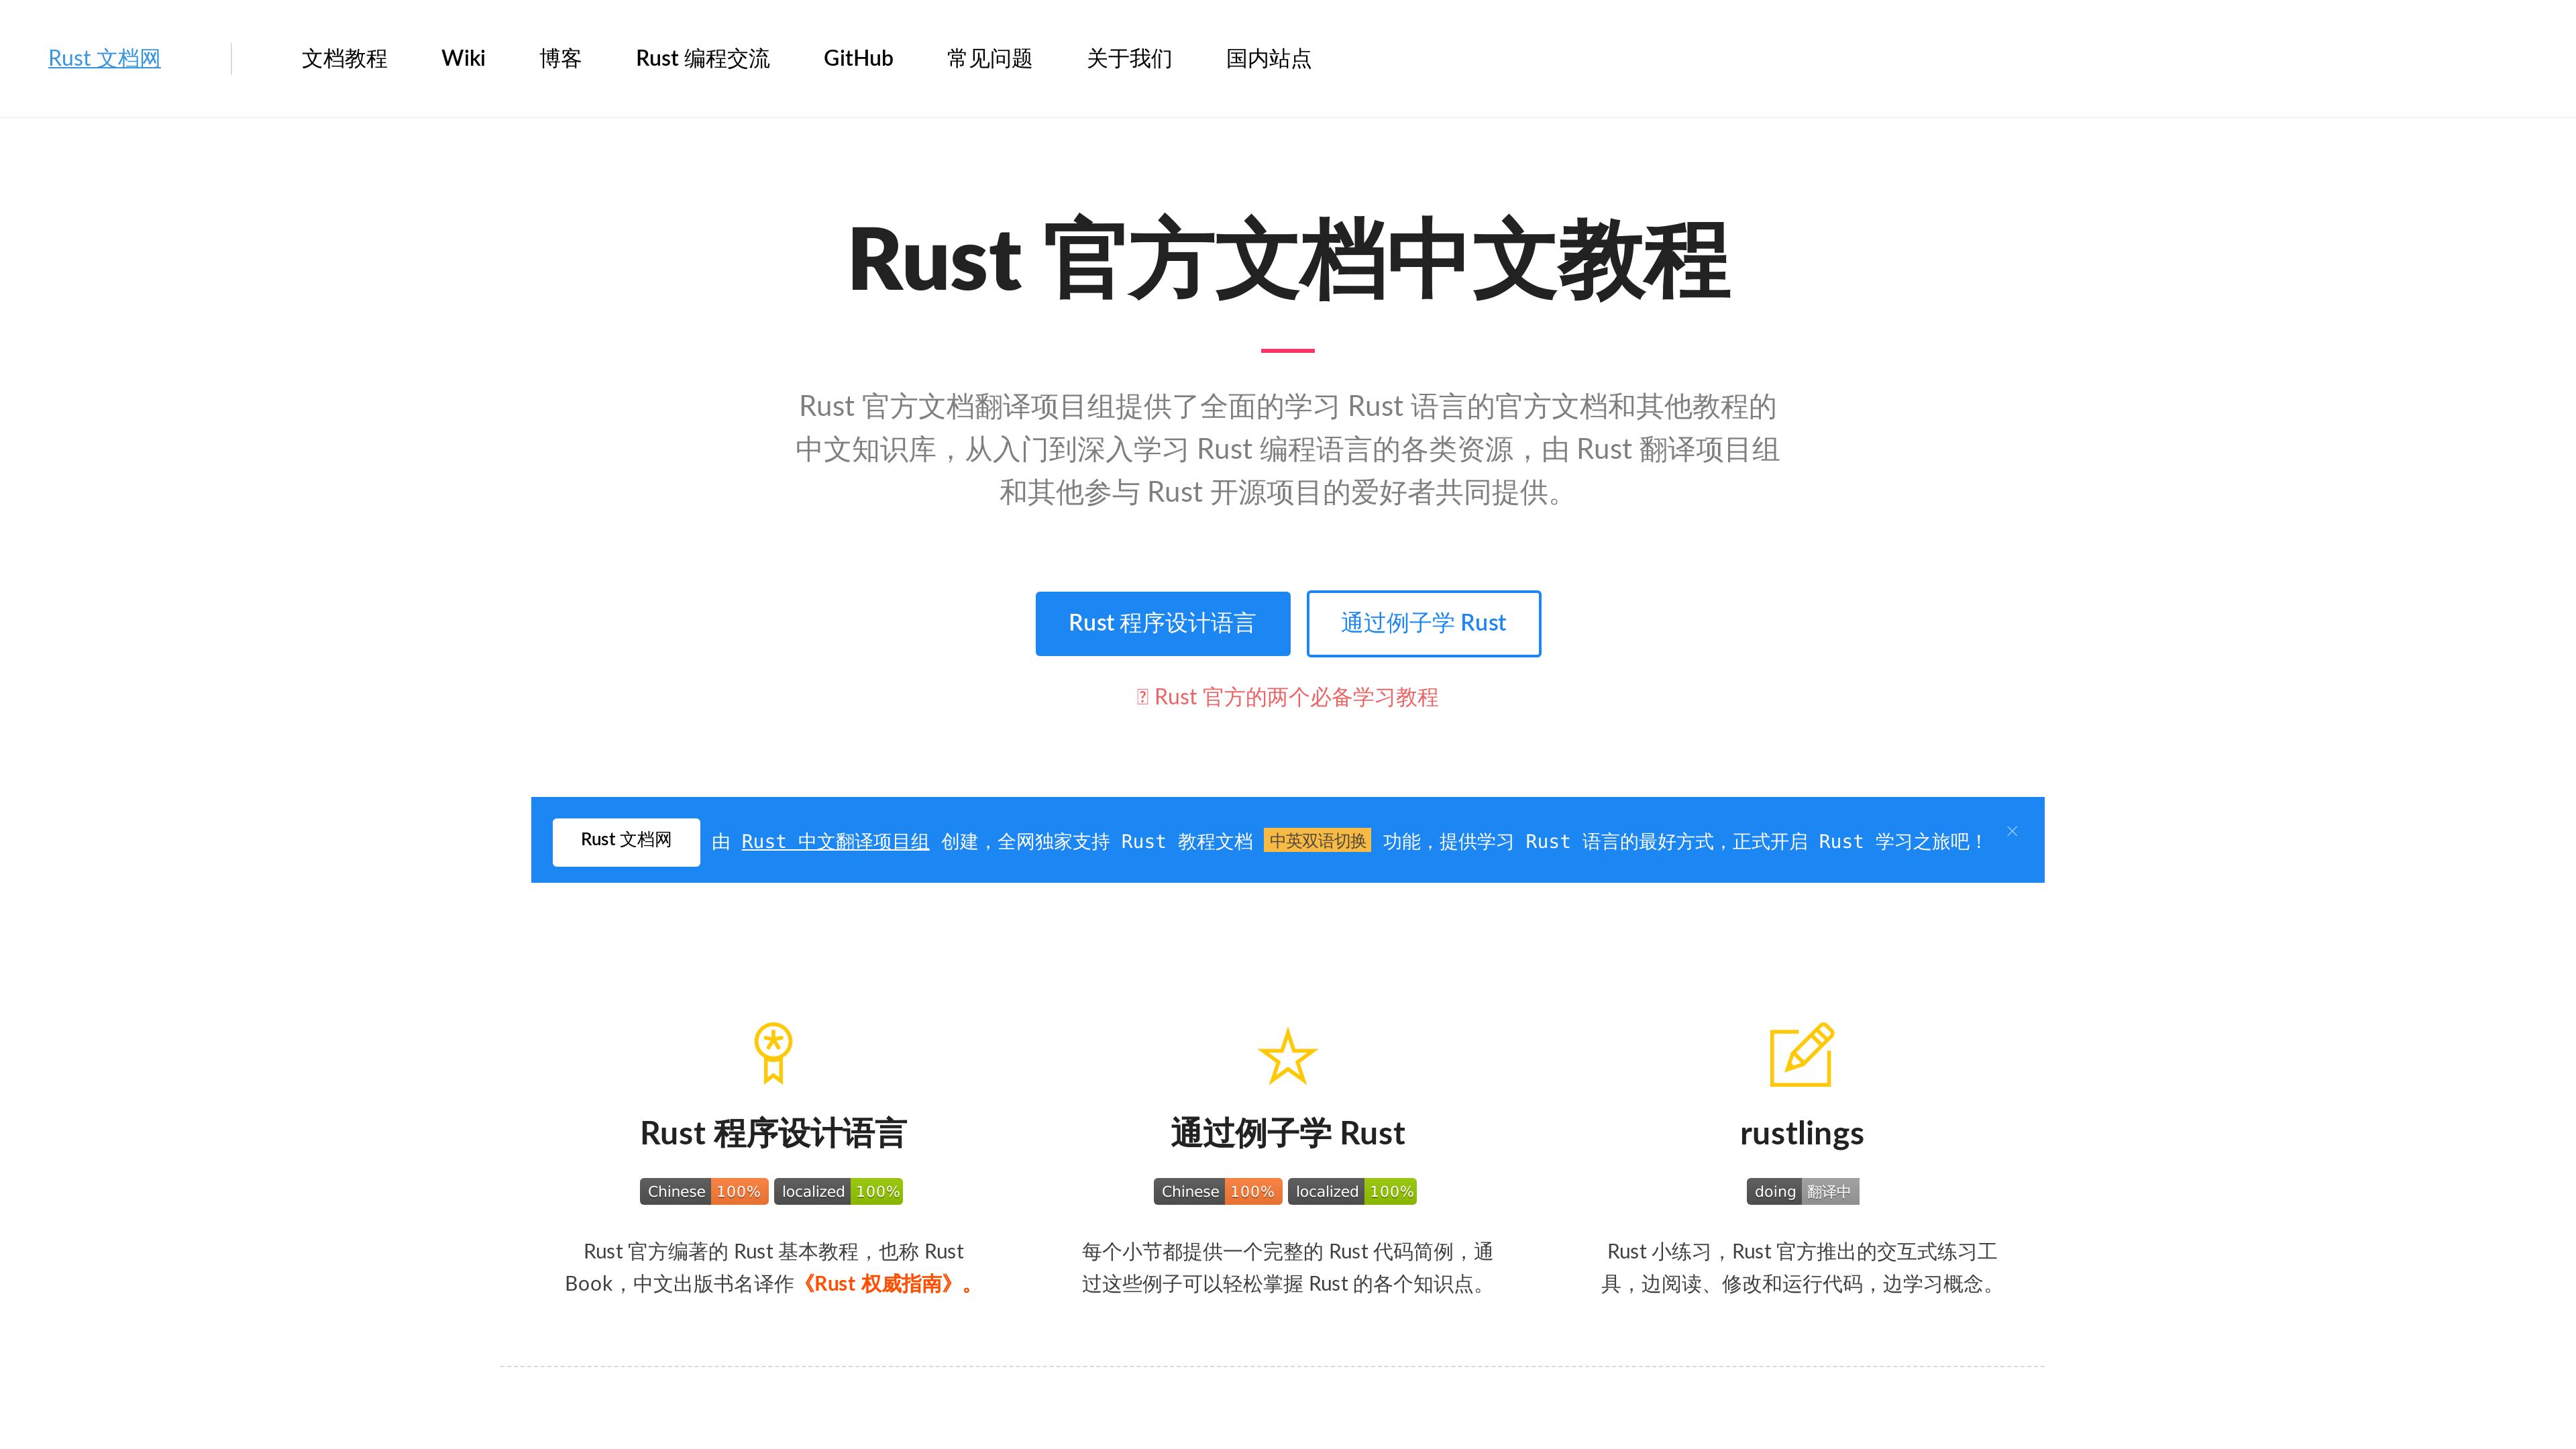 Rust 文档网
文档教程
Wiki
博客
Rust 编程交流
GitHub
常见问题
关于我们
国内站点
Rust 官方文档中文教程
Rust 官方文档翻译项目组提供了全面的学习 Rust 语言的官方文档和其他教程的
中文知识库，从入门到深入学习 Rust 编程语言的各类资源，由 Rust 翻译项目组
和其他参与 Rust 开源项目的爱好者共同提供。
Rust 程序设计语言
通过例子学 Rust
Rust 官方的两个必备学习教程
Rust 文档网 由 Rust 中文翻译项目组 创建，全网独家支持 Rust 教程文档 中英双语切换 功能，提供学习 Rust 语言的最好方式，正式开启 Rust 学习之旅吧！
Rust 程序设计语言
Chinese 100% localized 100%
Rust 官方编著的 Rust 基本教程，也称 Rust
Book，中文出版书名译作《Rust 权威指南》。
通过例子学 Rust
Chinese 100% localized 100%
每个小节都提供一个完整的 Rust 代码简例，通
过这些例子可以轻松掌握 Rust 的各个知识点。
rustlings
doing 翻译中
Rust 小练习，Rust 官方推出的交互式练习工
具，边阅读、修改和运行代码，边学习概念。